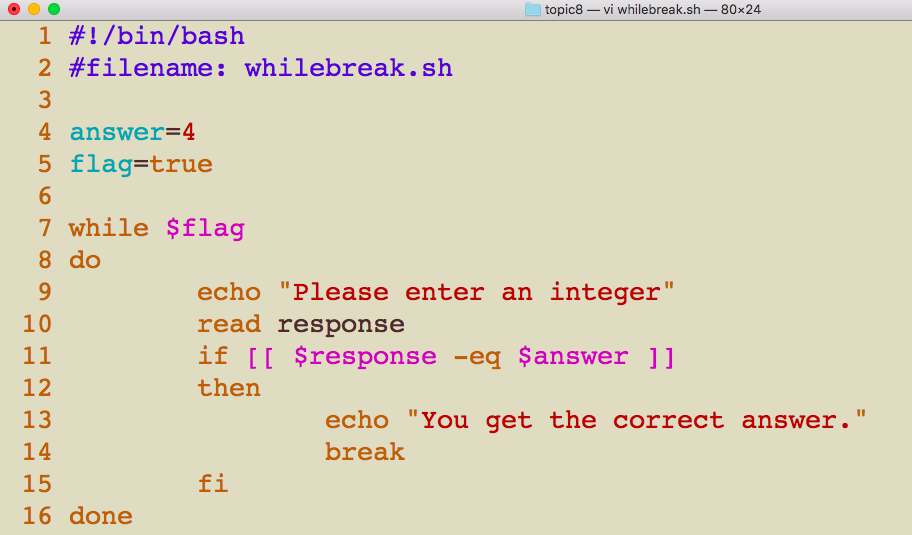 topic8 — vi whilebreak.sh — 80×24
1 #!/bin/bash
2 #filename: whilebreak.sh
3
4 answer=4
5 flag=true
6
7 while $flag
8 do
9         echo "Please enter an integer"
10         read response
11         if [[ $response -eq $answer ]]
12         then
13                 echo "You get the correct answer."
14                 break
15         fi
16 done